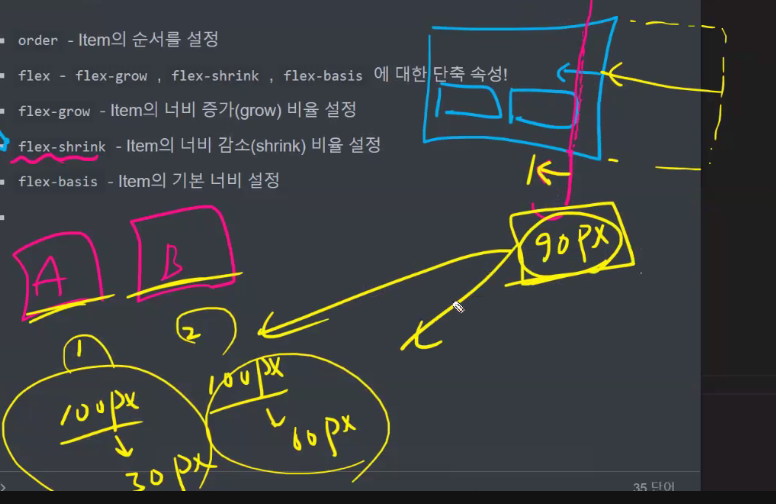 order - Item의 순서를 설정
flex - flex-grow , flex-shrink , flex-basis 에 대한 단축 속성!
flex-grow - Item의 너비 증가(grow) 비율 설정
flex-shrink - Item의 너비 감소(shrink) 비율 설정
flex-basis - Item의 기본 너비 설정
90px
A B
1 2
100px 100px
30px 60px
35 단어